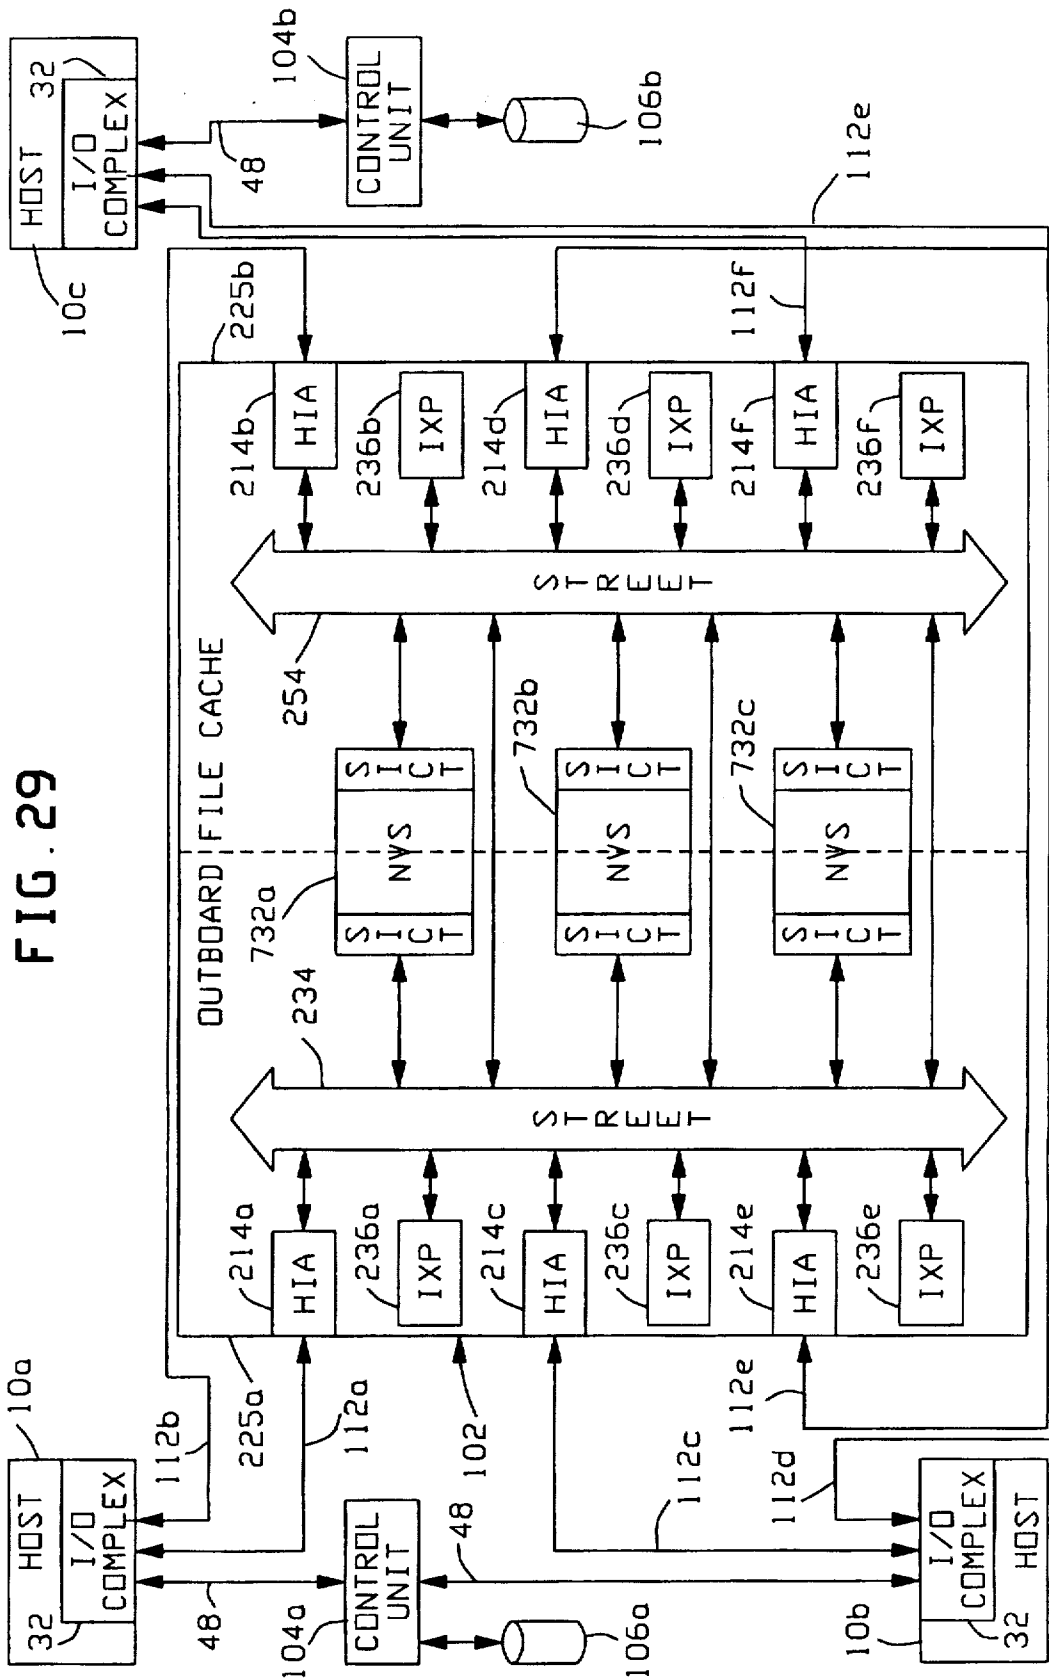 FIG. 29
10a
HOST
32
I/O
COMPLEX
48
112b
112a
104a
CONTROL
UNIT
106a
48
112c
112d
10b
I/O
COMPLEX
32
HOST
102
112e
OUTBOARD FILE CACHE
225a
225b
214a
HIA
236a
IXP
214c
HIA
236c
IXP
214e
HIA
236e
IXP
234
STREET
732a
SICT
NVS
SICT
732b
SICT
NVS
SICT
732c
SICT
NVS
SICT
254
STREET
214b
HIA
236b
IXP
214d
HIA
236d
IXP
214f
HIA
236f
IXP
10c
HOST
32
I/O
COMPLEX
48
104b
CONTROL
UNIT
106b
112e
112f